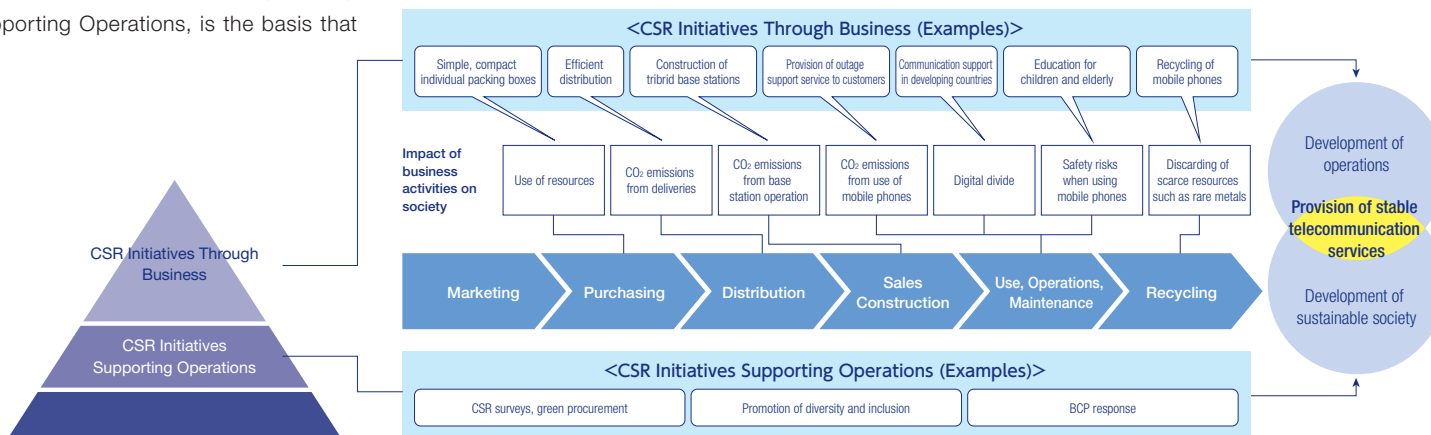 pporting Operations, is the basis that
<CSR Initiatives Through Business (Examples)>
Simple, compact
individual packing boxes
Efficient
distribution
Construction of
tribrid base stations
Provision of outage
support service to customers
Communication support
in developing countries
Education for
children and elderly
Recycling of
mobile phones
Impact of
business
activities on
society
Use of resources
CO₂ emissions
from deliveries
CO₂ emissions
from base
station operation
CO₂ emissions
from use of
mobile phones
Digital divide
Safety risks
when using
mobile phones
Discarding of
scarce resources
such as rare metals
Marketing
Purchasing
Distribution
Sales
Construction
Use, Operations,
Maintenance
Recycling
CSR Initiatives Through
Business
CSR Initiatives
Supporting Operations
<CSR Initiatives Supporting Operations (Examples)>
CSR surveys, green procurement
Promotion of diversity and inclusion
BCP response
Development of
operations
Provision of stable
telecommunication
services
Development of
sustainable society